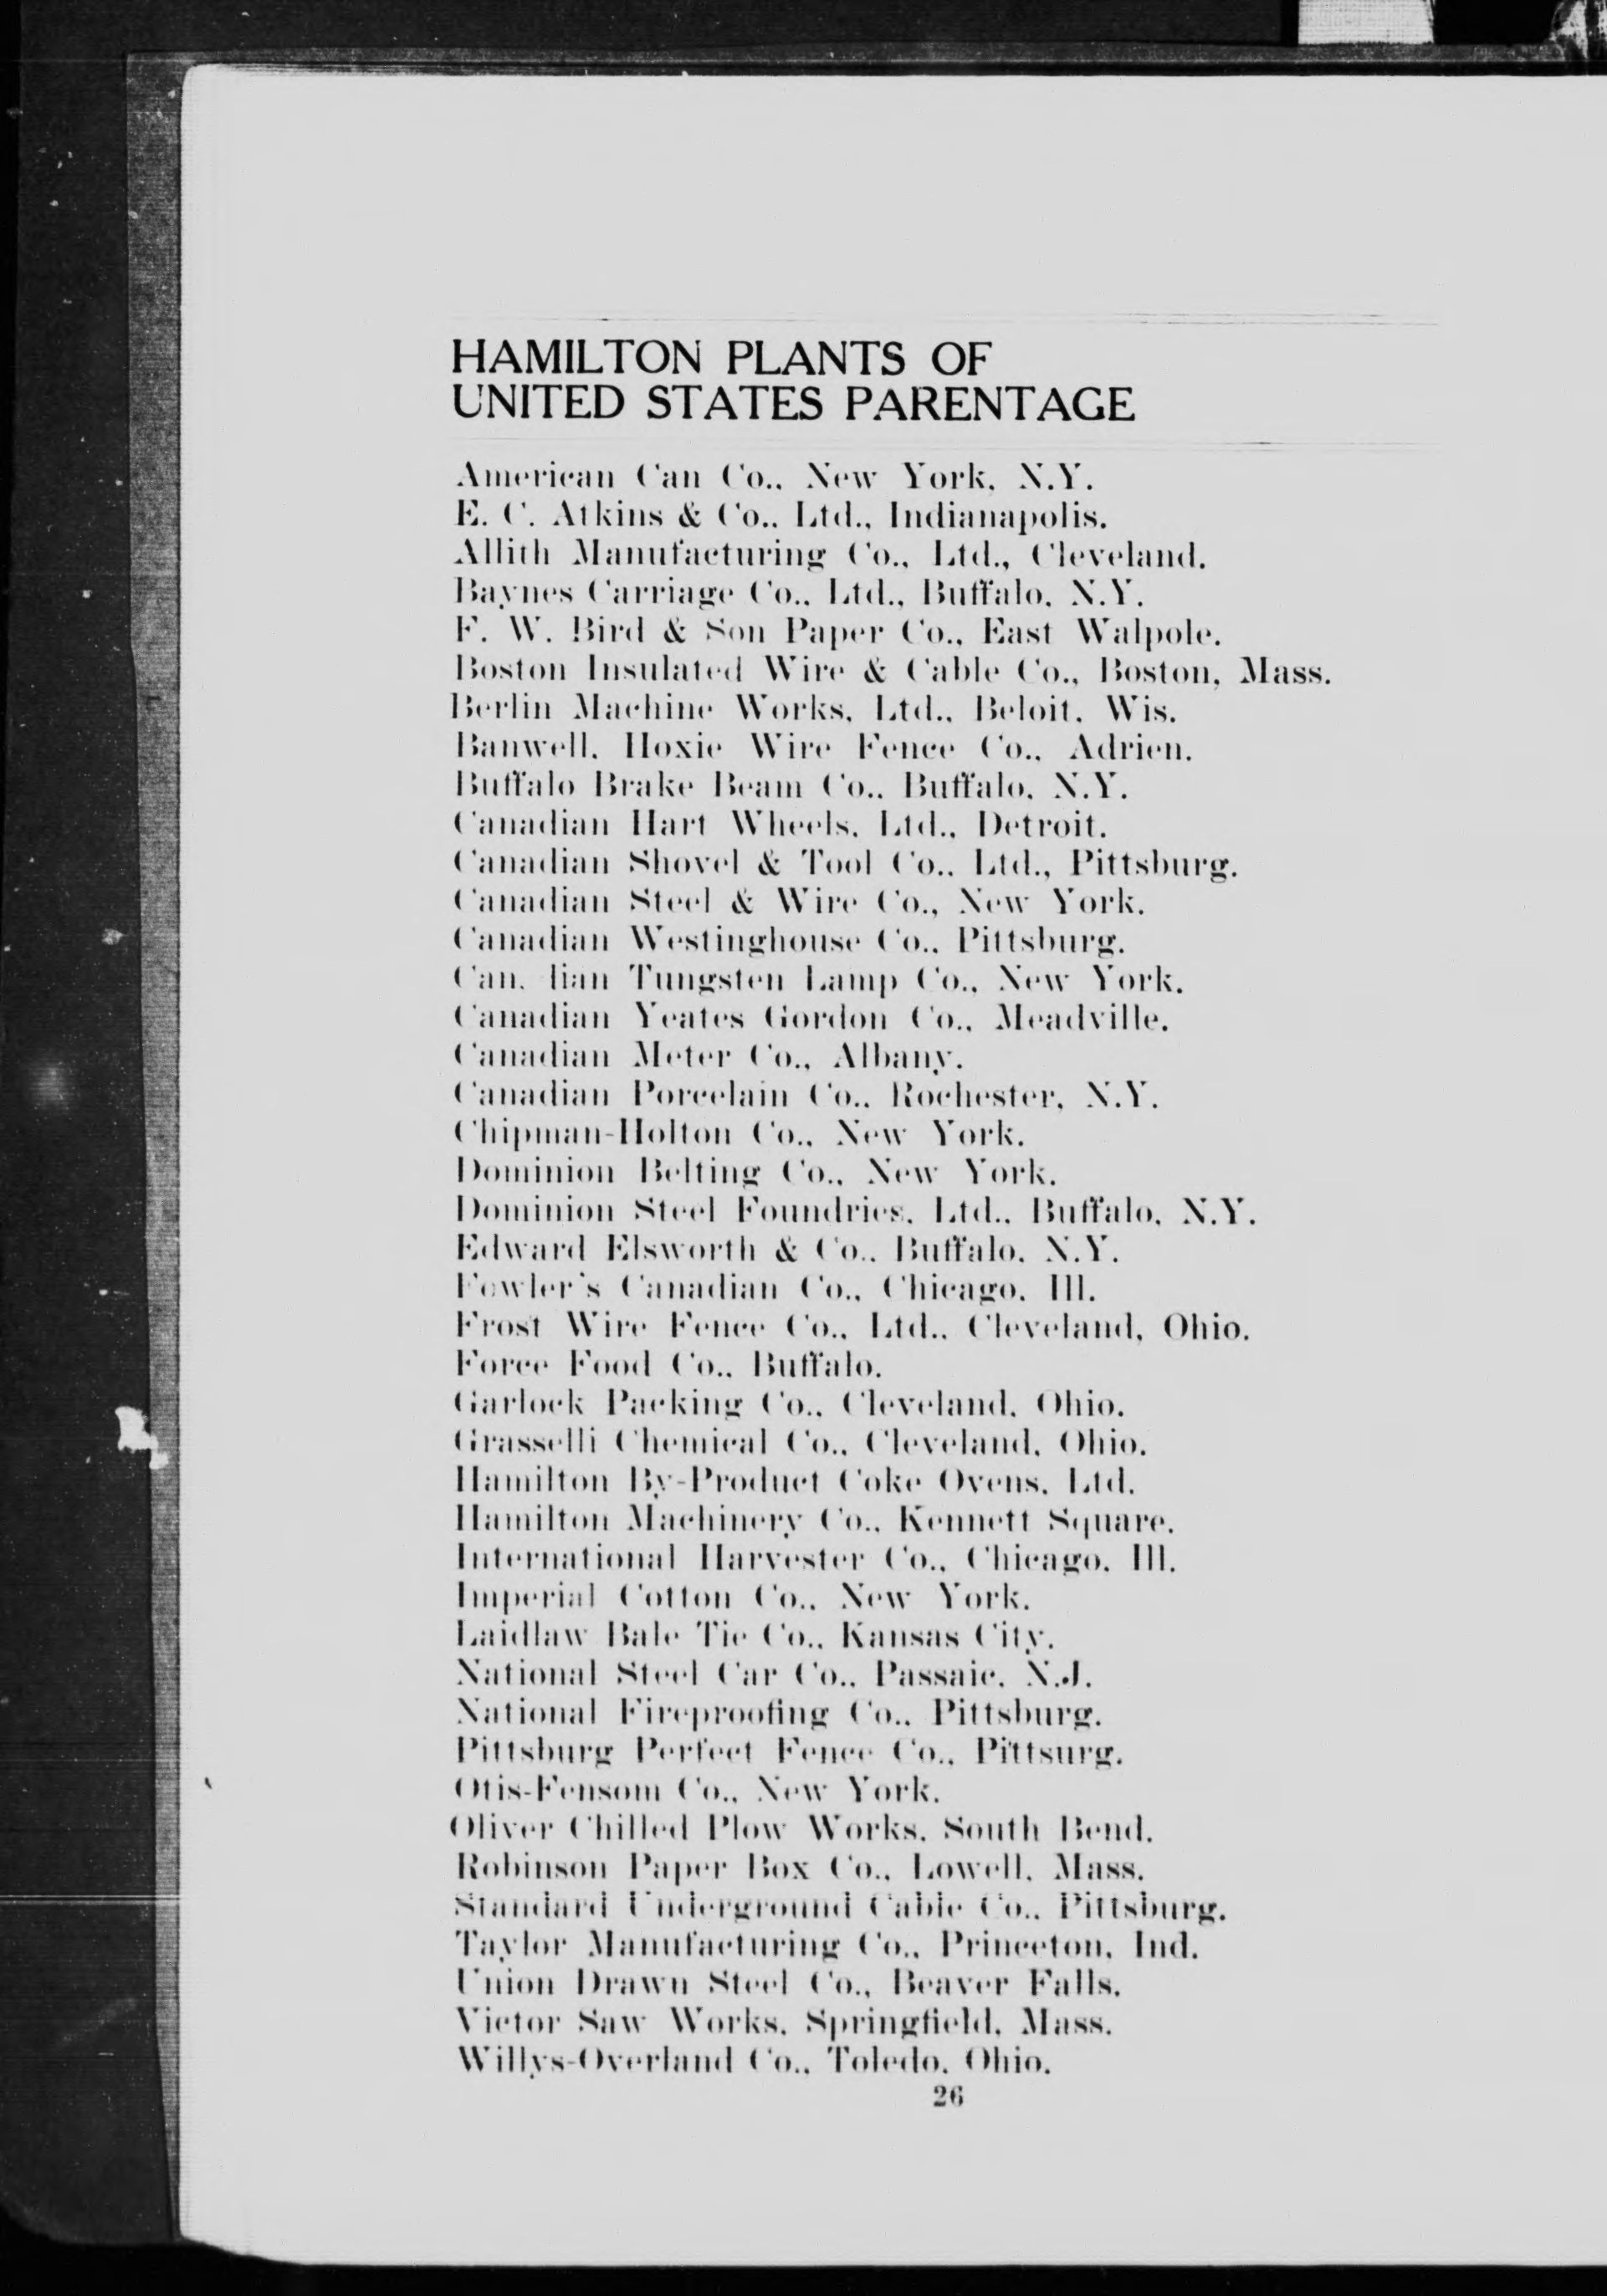 HAMILTON PLANTS OF
UNITED STATES PARENTAGE
American Can Co., New York, N.Y.
E. C. Atkins & Co., Ltd., Indianapolis.
Allith Manufacturing Co., Ltd., Cleveland.
Baynes Carriage Co., Ltd., Buffalo, N.Y.
F. W. Bird & Son Paper Co., East Walpole.
Boston Insulated Wire & Cable Co., Boston, Mass.
Berlin Machine Works, Ltd., Beloit, Wis.
Banwell, Hoxie Wire Fence Co., Adrien.
Buffalo Brake Beam Co., Buffalo, N.Y.
Canadian Hart Wheels, Ltd., Detroit.
Canadian Shovel & Tool Co., Ltd., Pittsburg.
Canadian Steel & Wire Co., New York.
Canadian Westinghouse Co., Pittsburg.
Canadian Tungsten Lamp Co., New York.
Canadian Yeates Gordon Co., Meadville.
Canadian Meter Co., Albany.
Canadian Porcelain Co., Rochester, N.Y.
Chipman-Holton Co., New York.
Dominion Belting Co., New York.
Dominion Steel Foundries, Ltd., Buffalo, N.Y.
Edward Elsworth & Co., Buffalo, N.Y.
Fowler's Canadian Co., Chicago, Ill.
Frost Wire Fence Co., Ltd., Cleveland, Ohio.
Force Food Co., Buffalo.
Garlock Packing Co., Cleveland, Ohio.
Grasselli Chemical Co., Cleveland, Ohio.
Hamilton By-Product Coke Ovens, Ltd.
Hamilton Machinery Co., Kennett Square.
International Harvester Co., Chicago, Ill.
Imperial Cotton Co., New York.
Laidlaw Bale Tie Co., Kansas City.
National Steel Car Co., Passaic, N.J.
National Fireproofing Co., Pittsburg.
Pittsburg Perfect Fence Co., Pittsurg.
Otis-Fensom Co., New York.
Oliver Chilled Plow Works, South Bend.
Robinson Paper Box Co., Lowell, Mass.
Standard Underground Cable Co., Pittsburg.
Taylor Manufacturing Co., Princeton, Ind.
Union Drawn Steel Co., Beaver Falls.
Victor Saw Works, Springfield, Mass.
Willys-Overland Co., Toledo, Ohio.
26